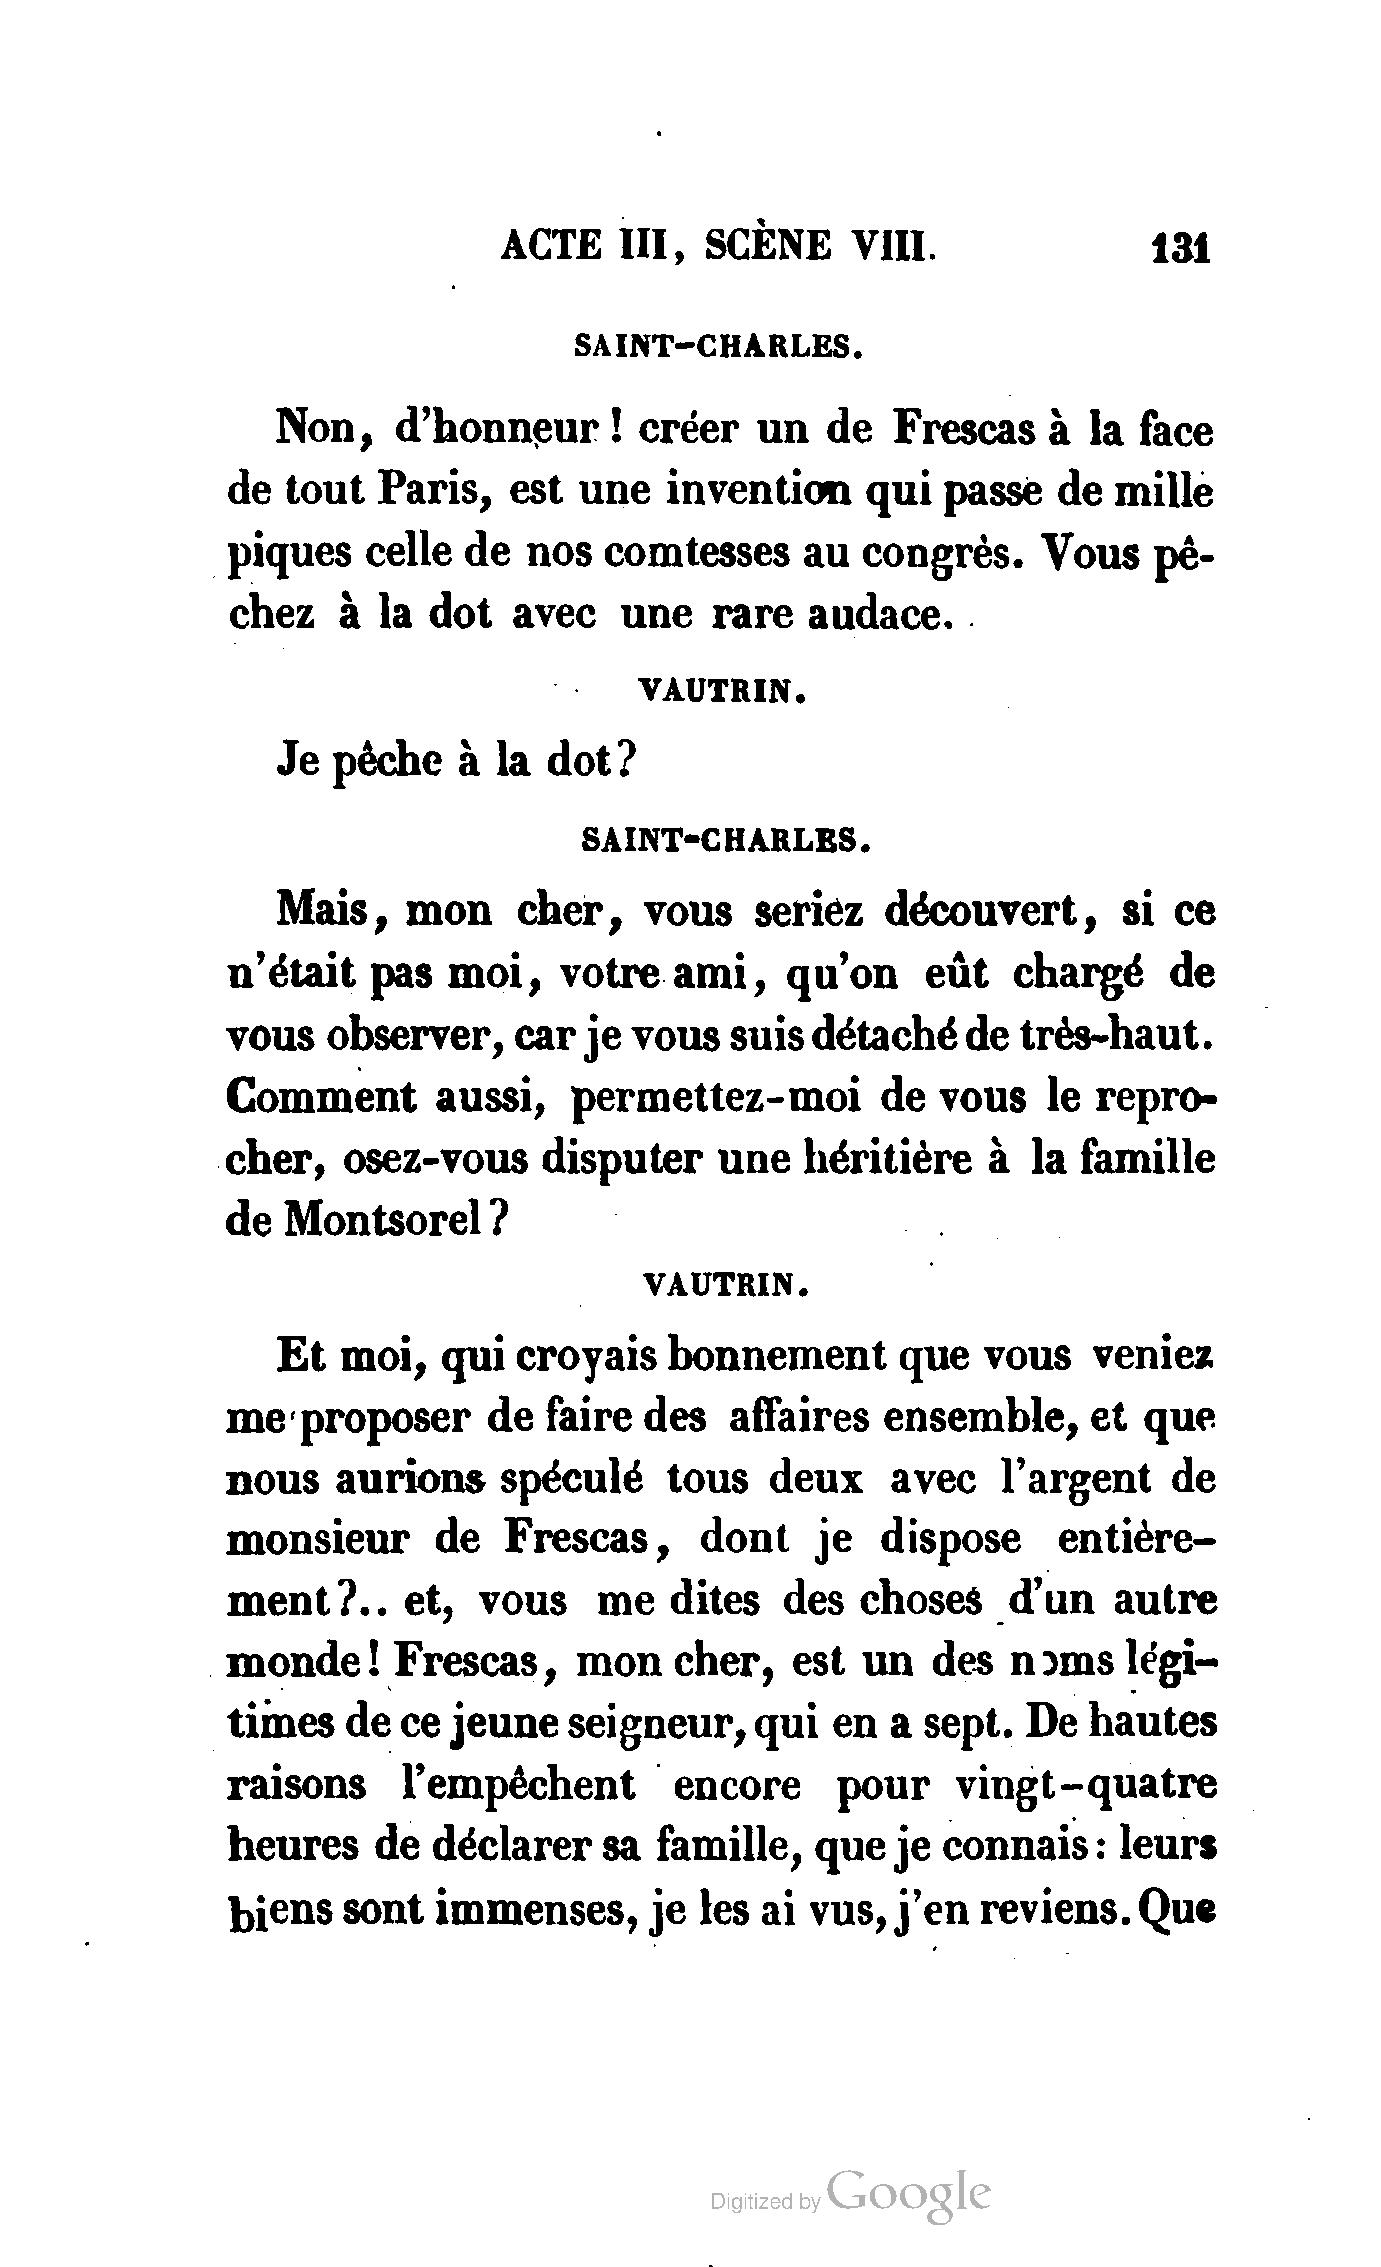 ACTE III, SCÈNE VIII. 131
SAINT-CHARLES.
Non, d'honneur ! créer un de Frescas à la face
de tout Paris, est une invention qui passe de mille
piques celle de nos comtesses au congrès. Vous pê-
chez à la dot avec une rare audace.
VAUTRIN.
Je pêche à la dot?
SAINT-CHARLES.
Mais, mon cher, vous seriez découvert, si ce
n'était pas moi, votre ami, qu'on eût chargé de
vous observer, car je vous suis détaché de très-haut.
Comment aussi, permettez-moi de vous le repro-
cher, osez-vous disputer une héritière à la famille
de Montsorel ?
VAUTRIN.
Et moi, qui croyais bonnement que vous veniez
me proposer de faire des affaires ensemble, et que
nous aurions spéculé tous deux avec l'argent de
monsieur de Frescas, dont je dispose entière-
ment ?.. et, vous me dites des choses d'un autre
monde ! Frescas, mon cher, est un des noms légi-
times de ce jeune seigneur, qui en a sept. De hautes
raisons l'empêchent encore pour vingt-quatre
heures de déclarer sa famille, que je connais : leurs
biens sont immenses, je les ai vus, j'en reviens. Que
Digitized by Google